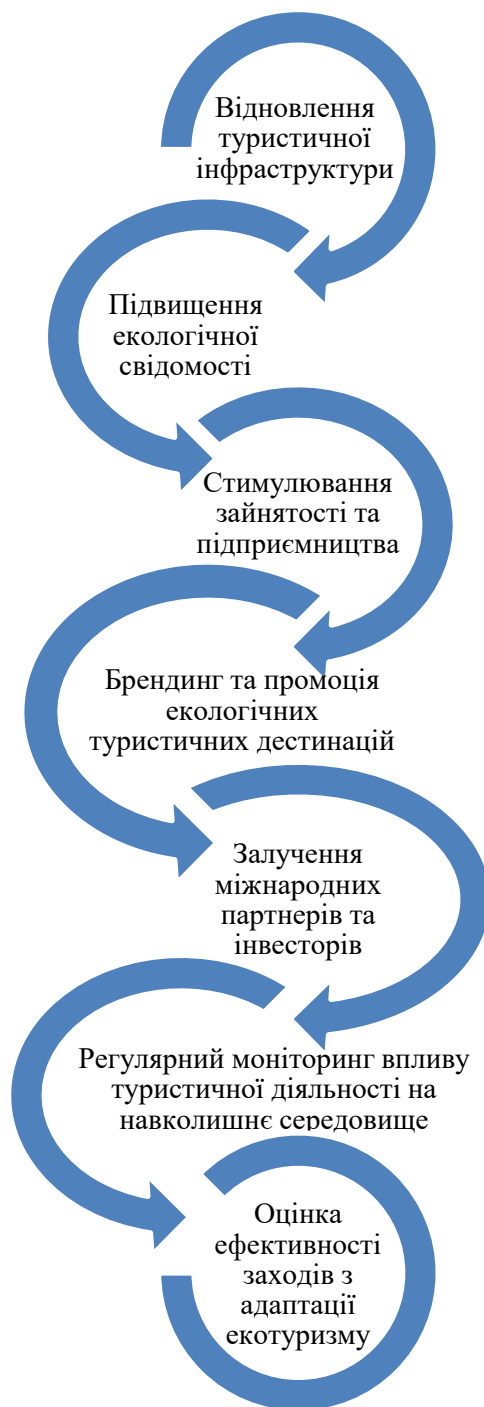 Відновлення
туристичної
інфраструктури
Підвищення
екологічної
свідомості
Стимулювання
зайнятості та
підприємництва
Брендинг та промоція
екологічних
туристичних дестинацій
Залучення
міжнародних
партнерів та
інвесторів
Регулярний моніторинг впливу
туристичної діяльності на
навколишнє середовище
Оцінка
ефективності
заходів з
адаптації
екотуризму